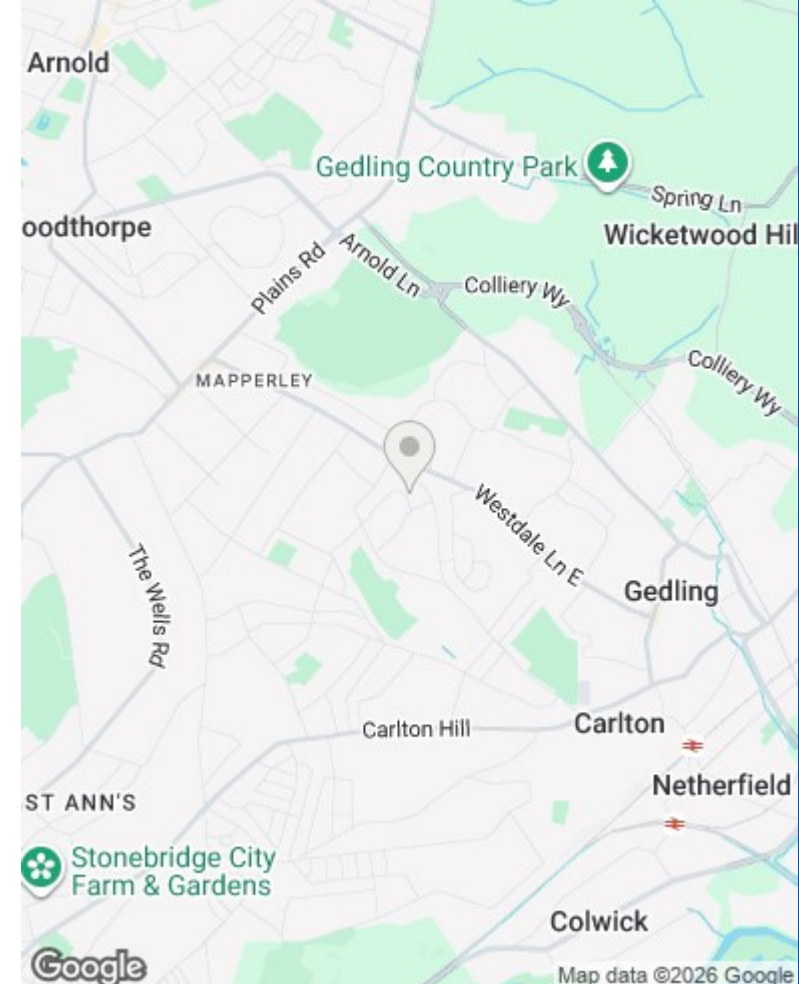 Arnold
Gedling Country Park
Spring Ln
oodthorpe
Wicketwood Hil
Plains Rd
Arnold Ln
Colliery Wy
Colliery Wy
MAPPERLEY
Westdale Ln E
The Wells Rd
Gedling
Carlton Hill
Carlton
Netherfield
ST ANN'S
Stonebridge City
Farm & Gardens
Colwick
Google
Map data ©2026 Google